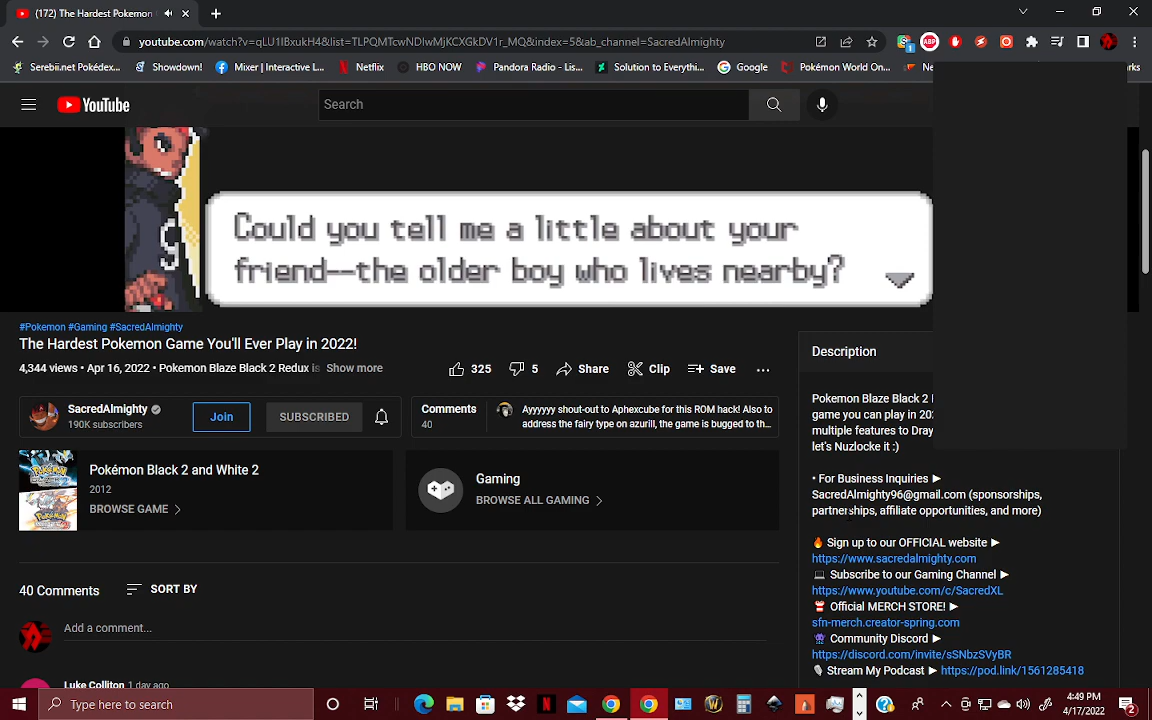 (172) The Hardest Pokemon
youtube.com/watch?v=qLU1lBxukH4&list=TLPQMTcwNDIwMjKCXGkDV1r_MQ&index=5&ab_channel=SacredAlmighty
Serebii.net Pokédex... Showdown! Mixer | Interactive L... Netflix HBO NOW Pandora Radio - Lis... Solution to Everythi... Google Pokémon World On... Ne
YouTube Search
Could you tell me a little about your
friend--the older boy who lives nearby?
#Pokemon #Gaming #SacredAlmighty
The Hardest Pokemon Game You'll Ever Play in 2022!
4,344 views • Apr 16, 2022 • Pokemon Blaze Black 2 Redux is Show more
325 5 Share Clip Save ...
SacredAlmighty
190K subscribers
Join SUBSCRIBED
Comments
40
Ayyyyyy shout-out to Aphexcube for this ROM hack! Also to
address the fairy type on azurill, the game is bugged to th...
Pokémon Black 2 and White 2
2012
BROWSE GAME
Gaming
BROWSE ALL GAMING
40 Comments SORT BY
Add a comment...
Luke Colliton 1 day ago
Description
Pokemon Blaze Black 2
game you can play in 202
multiple features to Dray
let's Nuzlocke it :)
• For Business Inquiries ►
SacredAlmighty96@gmail.com (sponsorships,
partnerships, affiliate opportunities, and more)
🔥 Sign up to our OFFICIAL website ►
https://www.sacredalmighty.com
💻 Subscribe to our Gaming Channel ►
https://www.youtube.com/c/SacredXL
Official MERCH STORE! ►
sfn-merch.creator-spring.com
👾 Community Discord ►
https://discord.com/invite/sSNbzSVyBR
🎙 Stream My Podcast ► https://pod.link/1561285418
Type here to search
4:49 PM
4/17/2022
2